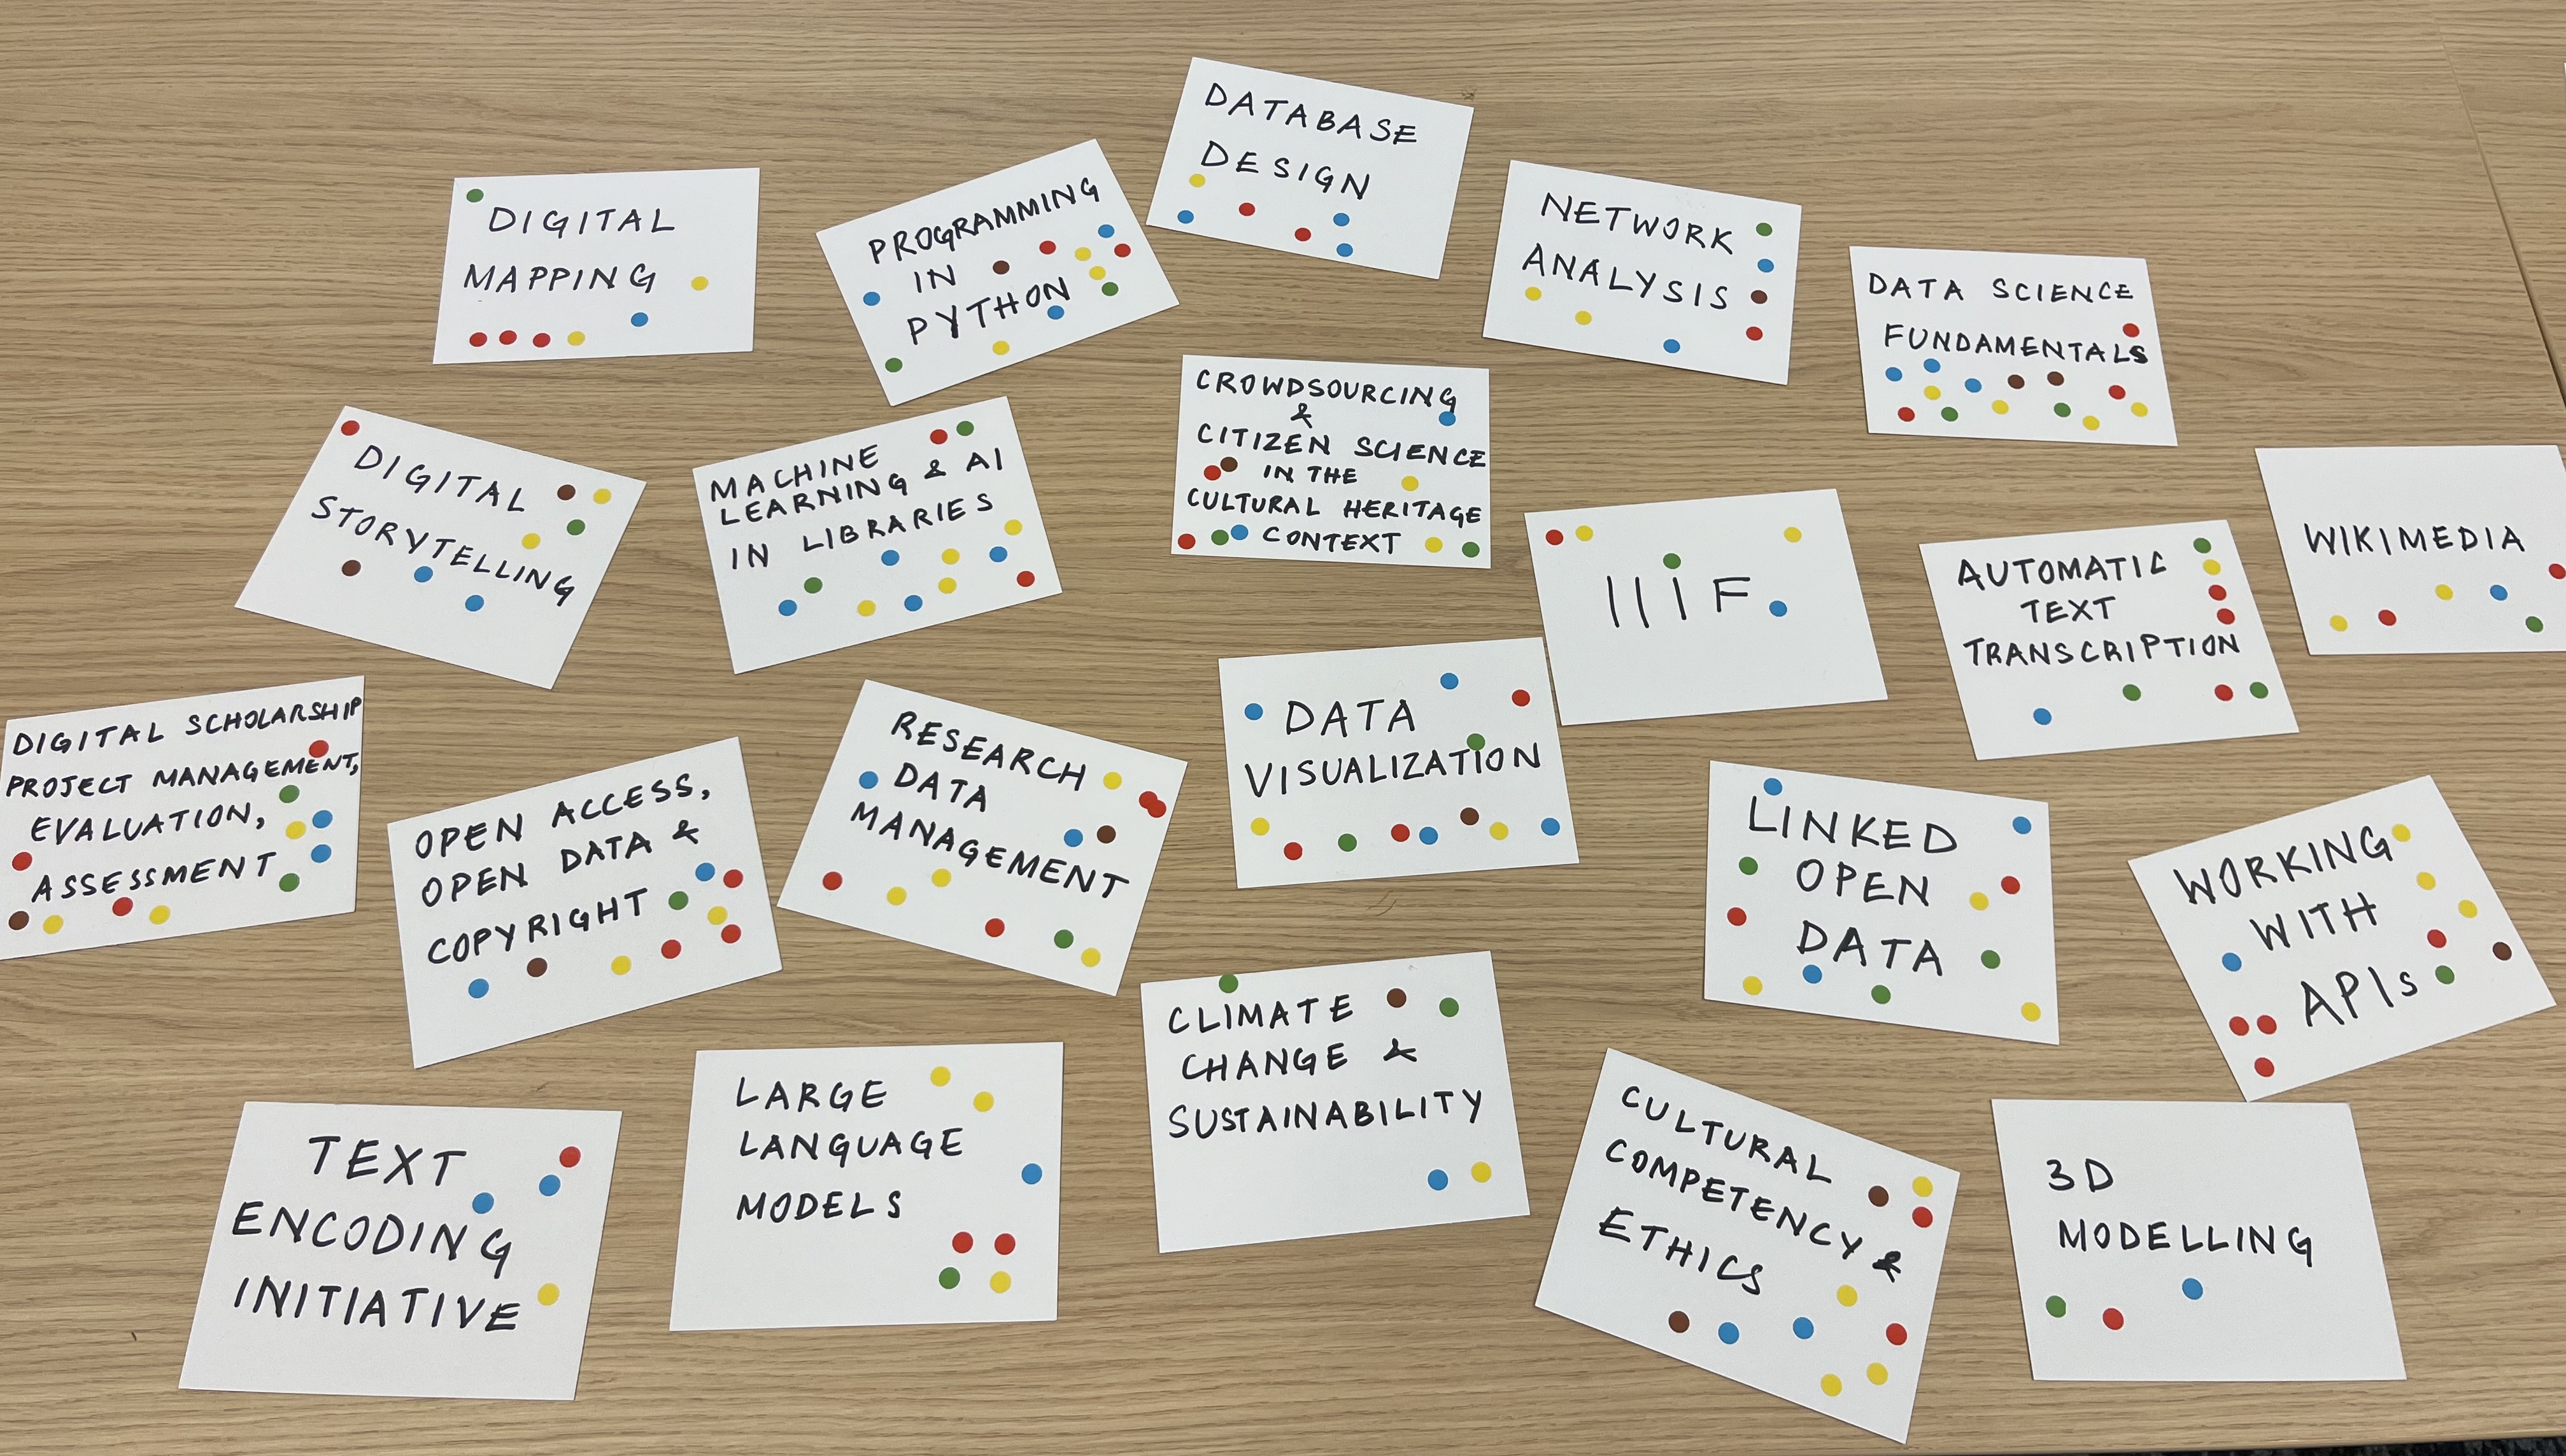 DATABASE
DESIGN
DIGITAL
MAPPING
PROGRAMMING
IN
PYTHON
NETWORK
ANALYSIS
DATA SCIENCE
FUNDAMENTALS
DIGITAL
STORYTELLING
MACHINE
LEARNING & AI
IN LIBRARIES
CROWDSOURCING
&
CITIZEN SCIENCE
IN THE
CULTURAL HERITAGE
CONTEXT
IIIF
AUTOMATIC
TEXT
TRANSCRIPTION
WIKIMEDIA
DIGITAL SCHOLARSHIP
PROJECT MANAGEMENT,
EVALUATION,
ASSESSMENT
OPEN ACCESS,
OPEN DATA &
COPYRIGHT
RESEARCH
DATA
MANAGEMENT
DATA
VISUALIZATION
LINKED
OPEN
DATA
WORKING
WITH
APIs
TEXT
ENCODING
INITIATIVE
LARGE
LANGUAGE
MODELS
CLIMATE
CHANGE &
SUSTAINABILITY
CULTURAL
COMPETENCY &
ETHICS
3D
MODELLING